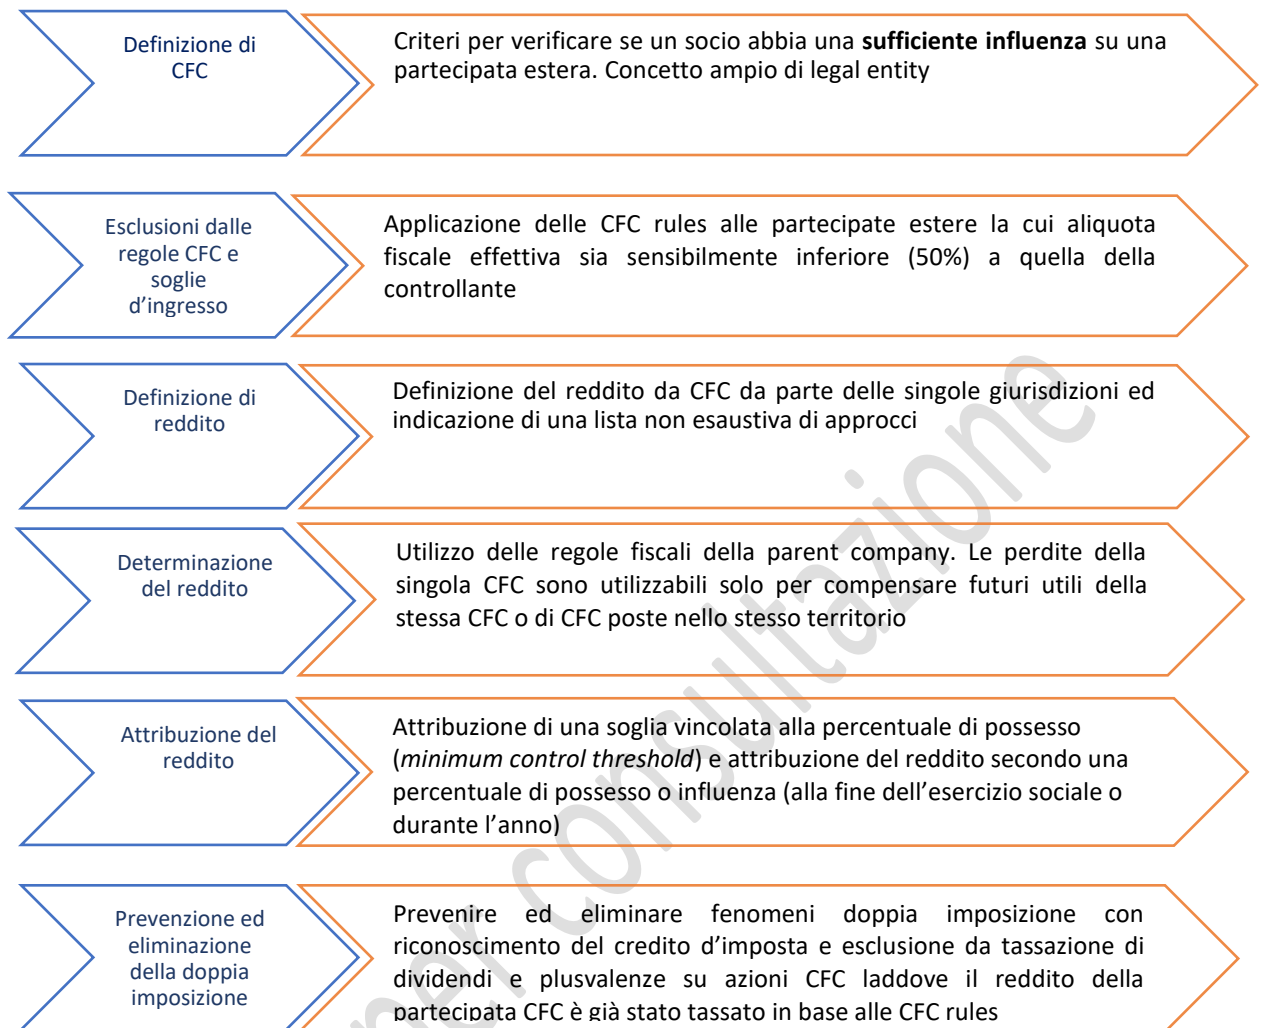 Definizione di
CFC
Criteri per verificare se un socio abbia una sufficiente influenza su una
partecipata estera. Concetto ampio di legal entity
Esclusioni dalle
regole CFC e
soglie
d’ingresso
Applicazione delle CFC rules alle partecipate estere la cui aliquota
fiscale effettiva sia sensibilmente inferiore (50%) a quella della
controllante
Definizione di
reddito
Definizione del reddito da CFC da parte delle singole giurisdizioni ed
indicazione di una lista non esaustiva di approcci
Determinazione
del reddito
Utilizzo delle regole fiscali della parent company. Le perdite della
singola CFC sono utilizzabili solo per compensare futuri utili della
stessa CFC o di CFC poste nello stesso territorio
Attribuzione del
reddito
Attribuzione di una soglia vincolata alla percentuale di possesso
(minimum control threshold) e attribuzione del reddito secondo una
percentuale di possesso o influenza (alla fine dell’esercizio sociale o
durante l’anno)
Prevenzione ed
eliminazione
della doppia
imposizione
Prevenire ed eliminare fenomeni doppia imposizione con
riconoscimento del credito d’imposta e esclusione da tassazione di
dividendi e plusvalenze su azioni CFC laddove il reddito della
partecipata CFC è già stato tassato in base alle CFC rules
per consultazione